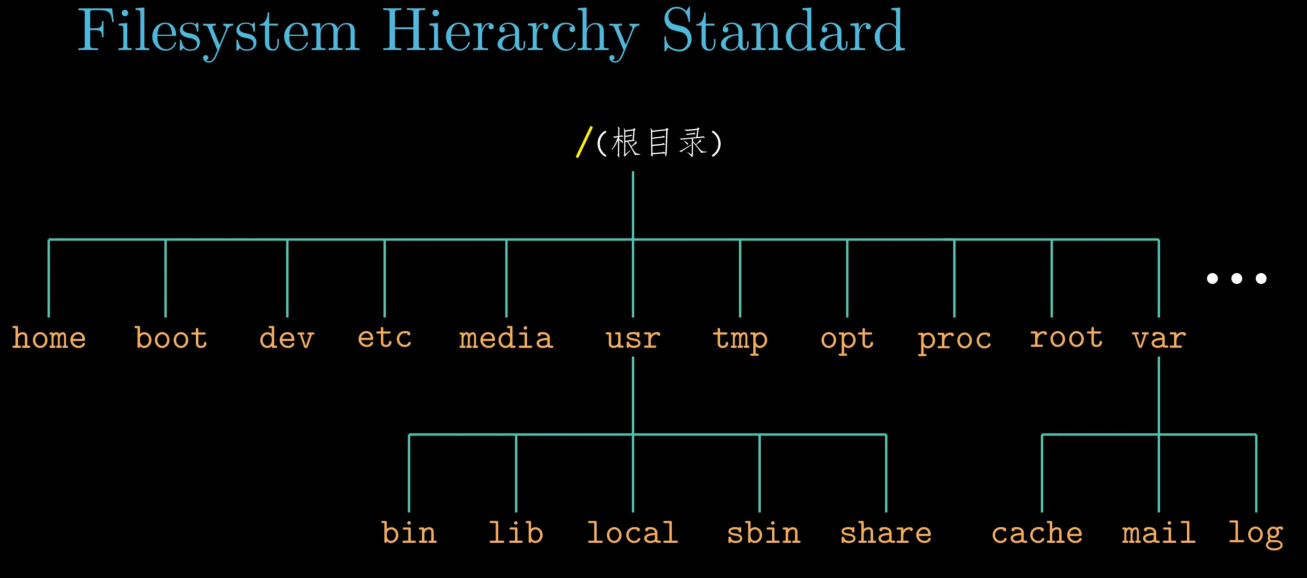 Filesystem Hierarchy Standard
/(根目录)
home boot dev etc media usr tmp opt proc root var ...
bin lib local sbin share cache mail log